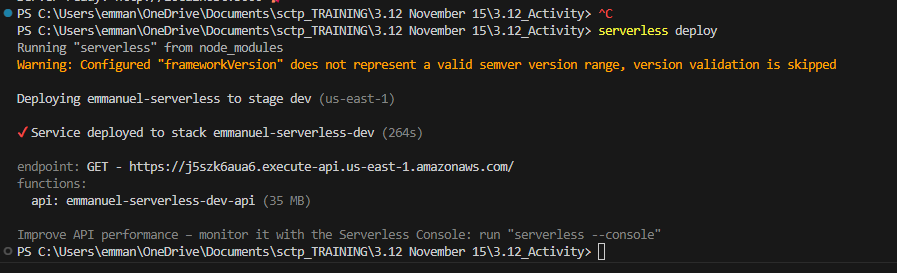 PS C:\Users\emman\OneDrive\Documents\sctp_TRAINING\3.12 November 15\3.12_Activity> ^C
PS C:\Users\emman\OneDrive\Documents\sctp_TRAINING\3.12 November 15\3.12_Activity> serverless deploy
Running "serverless" from node_modules
Warning: Configured "frameworkVersion" does not represent a valid semver version range, version validation is skipped
Deploying emmanuel-serverless to stage dev (us-east-1)
✔ Service deployed to stack emmanuel-serverless-dev (264s)
endpoint: GET - https://j5szk6aua6.execute-api.us-east-1.amazonaws.com/
functions:
  api: emmanuel-serverless-dev-api (35 MB)
Improve API performance – monitor it with the Serverless Console: run "serverless --console"
PS C:\Users\emman\OneDrive\Documents\sctp_TRAINING\3.12 November 15\3.12_Activity>